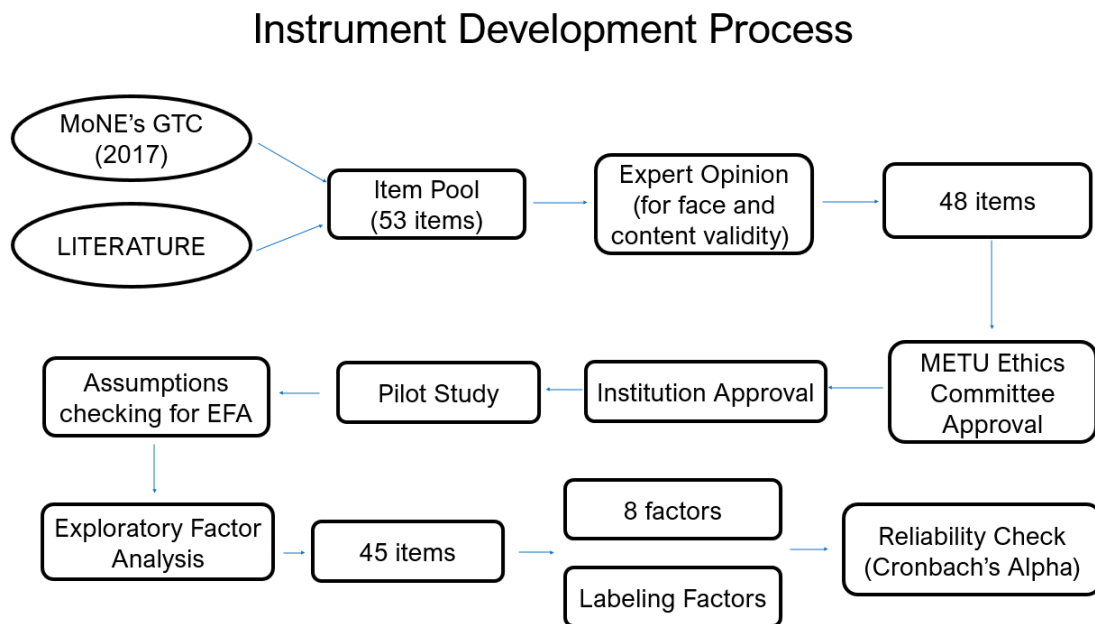 Instrument Development Process
MoNE's GTC
(2017)
LITERATURE
Item Pool
(53 items)
Expert Opinion
(for face and
content validity)
48 items
METU Ethics
Committee
Approval
Institution Approval
Pilot Study
Assumptions
checking for EFA
Exploratory Factor
Analysis
45 items
8 factors
Labeling Factors
Reliability Check
(Cronbach's Alpha)